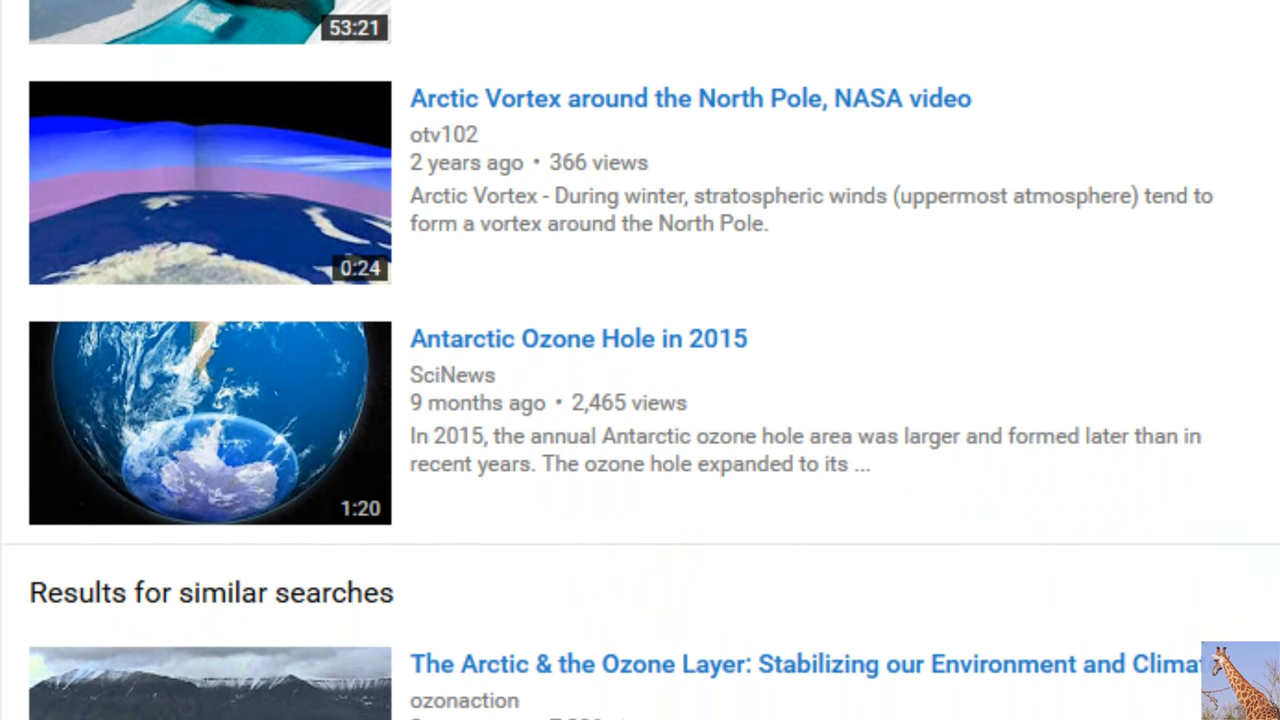 53:21
Arctic Vortex around the North Pole, NASA video
otv102
2 years ago • 366 views
Arctic Vortex - During winter, stratospheric winds (uppermost atmosphere) tend to
form a vortex around the North Pole.
0:24
Antarctic Ozone Hole in 2015
SciNews
9 months ago • 2,465 views
In 2015, the annual Antarctic ozone hole area was larger and formed later than in
recent years. The ozone hole expanded to its ...
1:20
Results for similar searches
The Arctic & the Ozone Layer: Stabilizing our Environment and
ozonaction